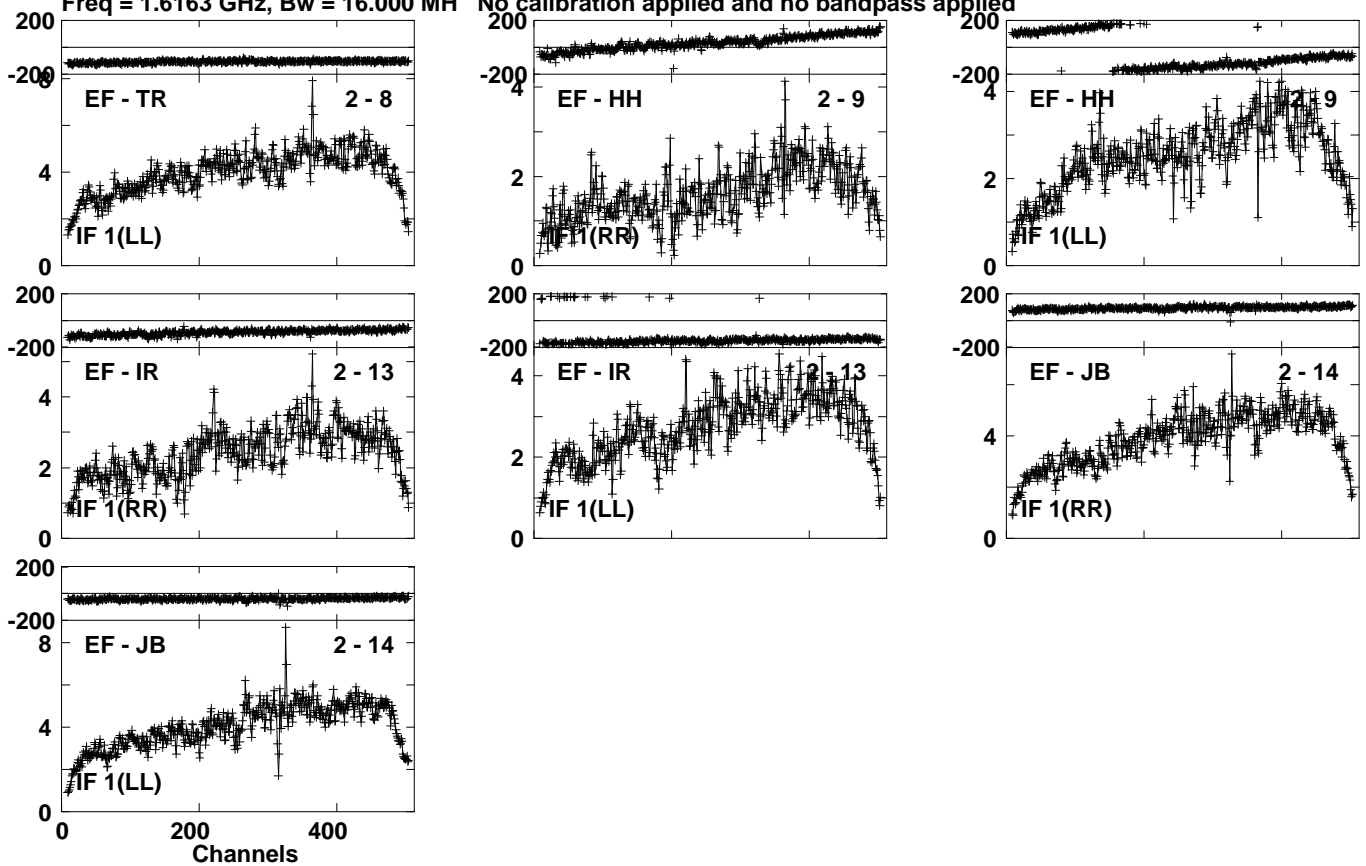 Freq = 1.6163 GHz, Bw = 16.000 MH No calibration applied and no bandpass applied
200 200 200
-200 -200 -200
8 4 4
EF - TR 2 - 8 EF - HH 2 - 9 EF - HH 2 - 9
4 2 2
IF 1(LL) IF 1(RR) IF 1(LL)
0 0 0
200 200 200
-200 -200 -200
EF - IR 2 - 13 EF - IR 2 - 13 EF - JB 2 - 14
4 4 4
2 2
IF 1(RR) IF 1(LL) IF 1(RR)
0 0 0
200
-200
8 EF - JB 2 - 14
4
IF 1(LL)
0
0 200 400
Channels